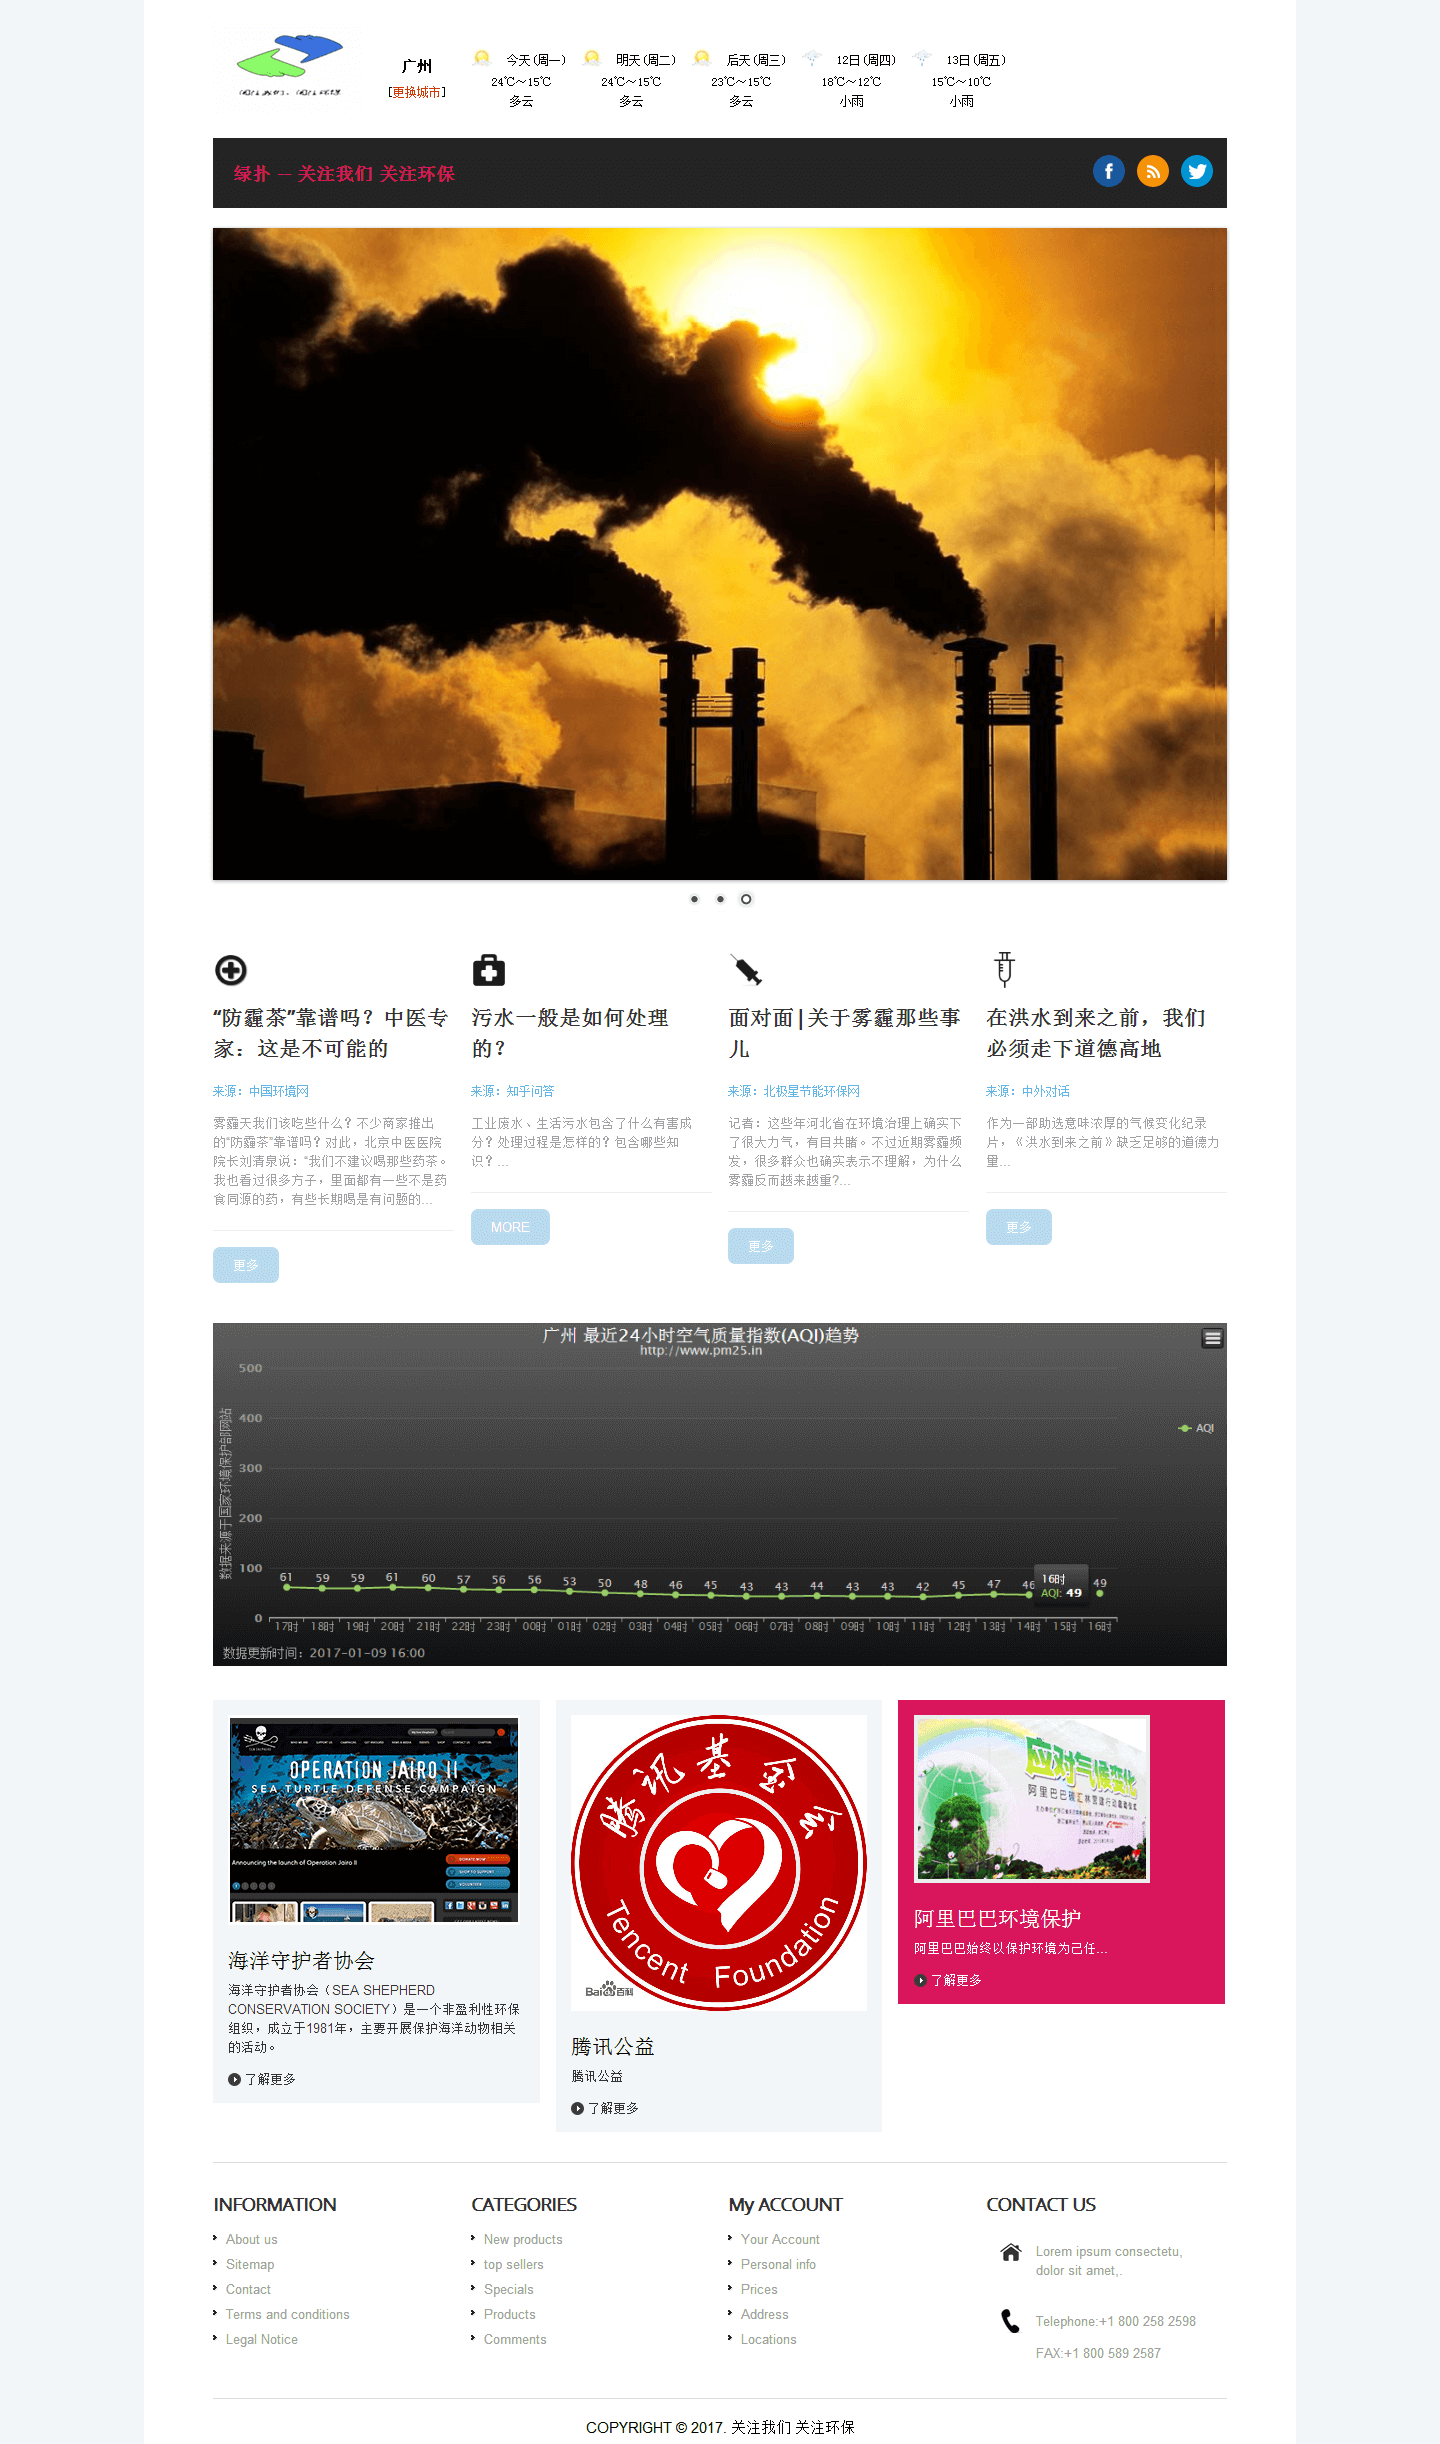 广州
[更换城市]
今天(周一)
24℃~15℃
多云
明天(周二)
24℃~15℃
多云
后天(周三)
23℃~15℃
多云
12日(周四)
18℃~12℃
小雨
13日(周五)
15℃~10℃
小雨
绿扑 — 关注我们 关注环保
“防霾茶”靠谱吗？中医专
家：这是不可能的
来源：中国环境网
雾霾天我们该吃些什么？不少商家推出
的“防霾茶”靠谱吗？对此，北京中医医院
院长刘清泉说：“我们不建议喝那些药茶。
我也看过很多方子，里面都有一些不是药
食同源的药，有些长期喝是有问题的...
更多
污水一般是如何处理
的？
来源：知乎问答
工业废水、生活污水包含了什么有害成
分？处理过程是怎样的？包含哪些知
识？...
MORE
面对面|关于雾霾那些事
儿
来源：北极星节能环保网
记者：这些年河北省在环境治理上确实下
了很大力气，有目共睹。不过近期雾霾频
发，很多群众也确实表示不理解，为什么
雾霾反而越来越重?...
更多
在洪水到来之前，我们
必须走下道德高地
来源：中外对话
作为一部助选意味浓厚的气候变化纪录
片，《洪水到来之前》缺乏足够的道德力
量...
更多
广州 最近24小时空气质量指数(AQI)趋势
http://www.pm25.in
数据来源于国家环境保护部网站
500
400
300
200
100
0
AQI
61 59 59 61 60 57 56 56 53 50 48 46 45 43 43 44 43 43 42 45 47 46 49
16时
AQI: 49
17时 18时 19时 20时 21时 22时 23时 00时 01时 02时 03时 04时 05时 06时 07时 08时 09时 10时 11时 12时 13时 14时 15时 16时
数据更新时间：2017-01-09 16:00
OPERATION JAIRO II
SEA TURTLE DEFENSE CAMPAIGN
Announcing the launch of Operation Jairo II
DONATE NOW
SHOP TO SUPPORT
VOLUNTEER
海洋守护者协会
海洋守护者协会（SEA SHEPHERD
CONSERVATION SOCIETY）是一个非盈利性环保
组织，成立于1981年，主要开展保护海洋动物相关
的活动。
了解更多
腾讯基金会
Tencent Foundation
Bai百科
腾讯公益
腾讯公益
了解更多
应对气候变化
阿里巴巴碳汇林营建行动启动仪式
阿里巴巴环境保护
阿里巴巴始终以保护环境为己任...
了解更多
INFORMATION
About us
Sitemap
Contact
Terms and conditions
Legal Notice
CATEGORIES
New products
top sellers
Specials
Products
Comments
My ACCOUNT
Your Account
Personal info
Prices
Address
Locations
CONTACT US
Lorem ipsum consectetu,
dolor sit amet,.
Telephone:+1 800 258 2598
FAX:+1 800 589 2587
COPYRIGHT © 2017. 关注我们 关注环保